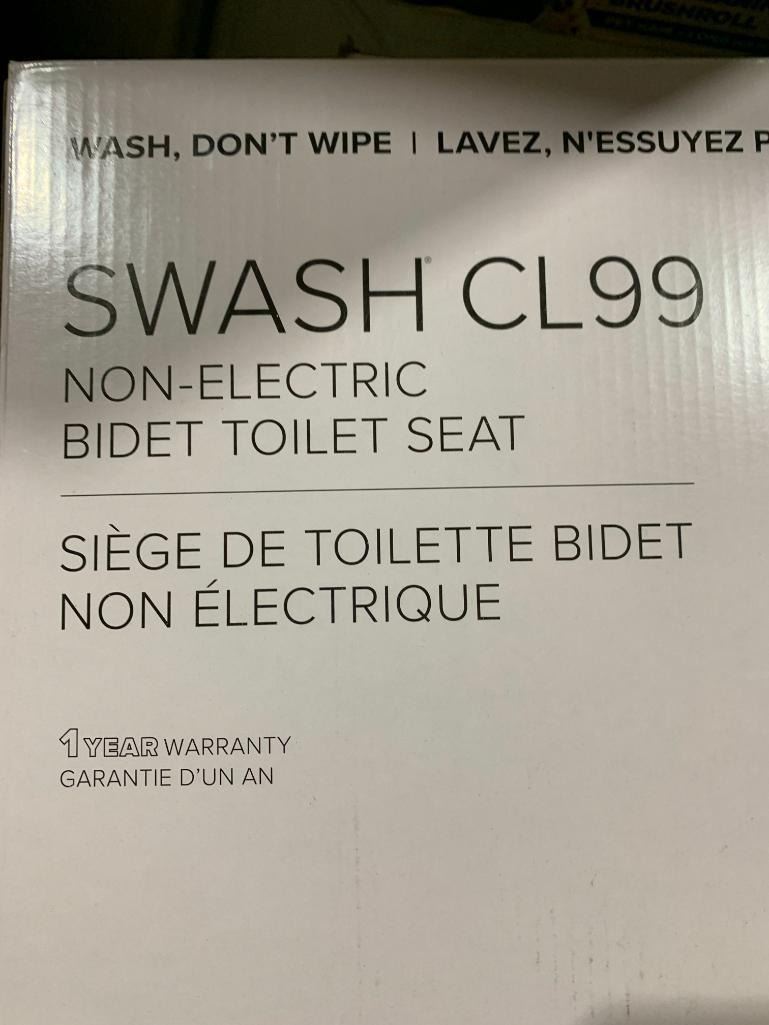 BRUSHROLL
WASH, DON'T WIPE | LAVEZ, N'ESSUYEZ P
SWASH® CL99
NON-ELECTRIC
BIDET TOILET SEAT
SIÈGE DE TOILETTE BIDET
NON ÉLECTRIQUE
1 YEAR WARRANTY
GARANTIE D'UN AN